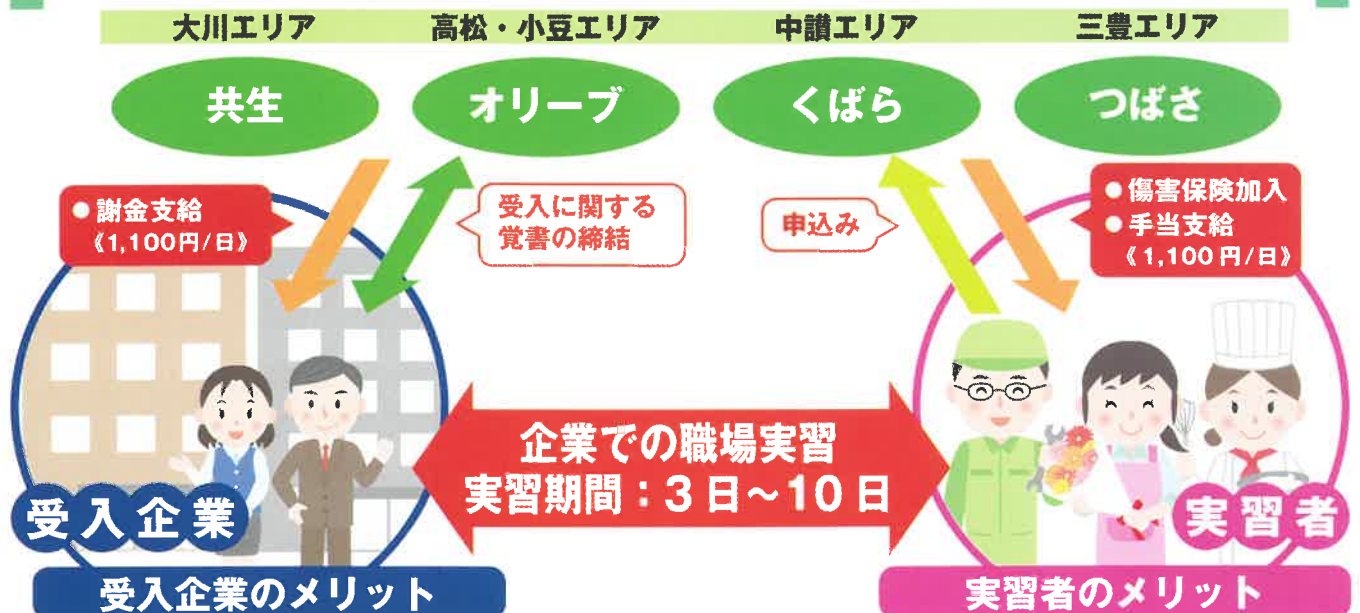 大川エリア 高松・小豆エリア 中讃エリア 三豊エリア
共生 オリーブ くばら つばさ
●謝金支給
《1,100円/日》
受入に関する
覚書の締結
申込み
●傷害保険加入
●手当支給
《1,100円/日》
企業での職場実習
実習期間：3日～10日
受入企業
実習者
受入企業のメリット
実習者のメリット